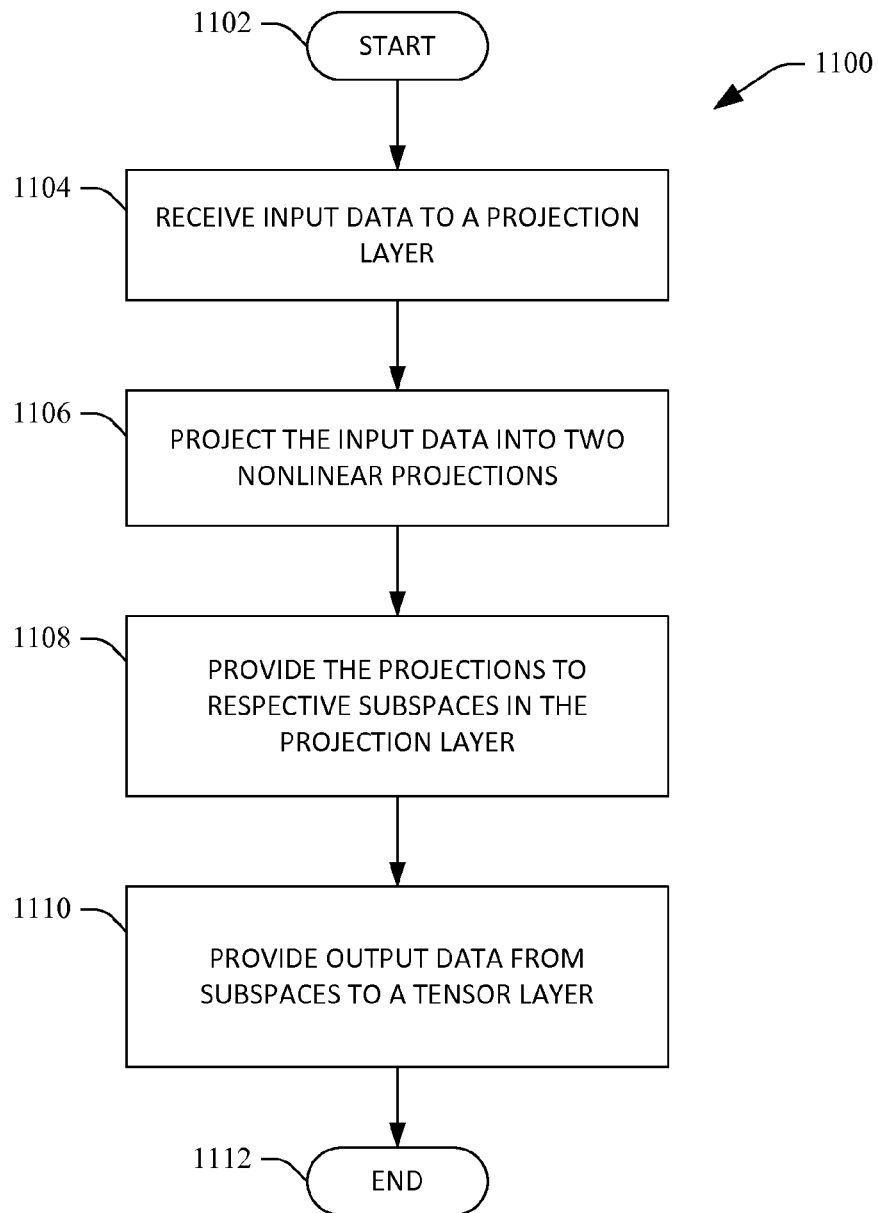 1102
START
1100
1104
RECEIVE INPUT DATA TO A PROJECTION
LAYER
1106
PROJECT THE INPUT DATA INTO TWO
NONLINEAR PROJECTIONS
1108
PROVIDE THE PROJECTIONS TO
RESPECTIVE SUBSPACES IN THE
PROJECTION LAYER
1110
PROVIDE OUTPUT DATA FROM
SUBSPACES TO A TENSOR LAYER
1112
END